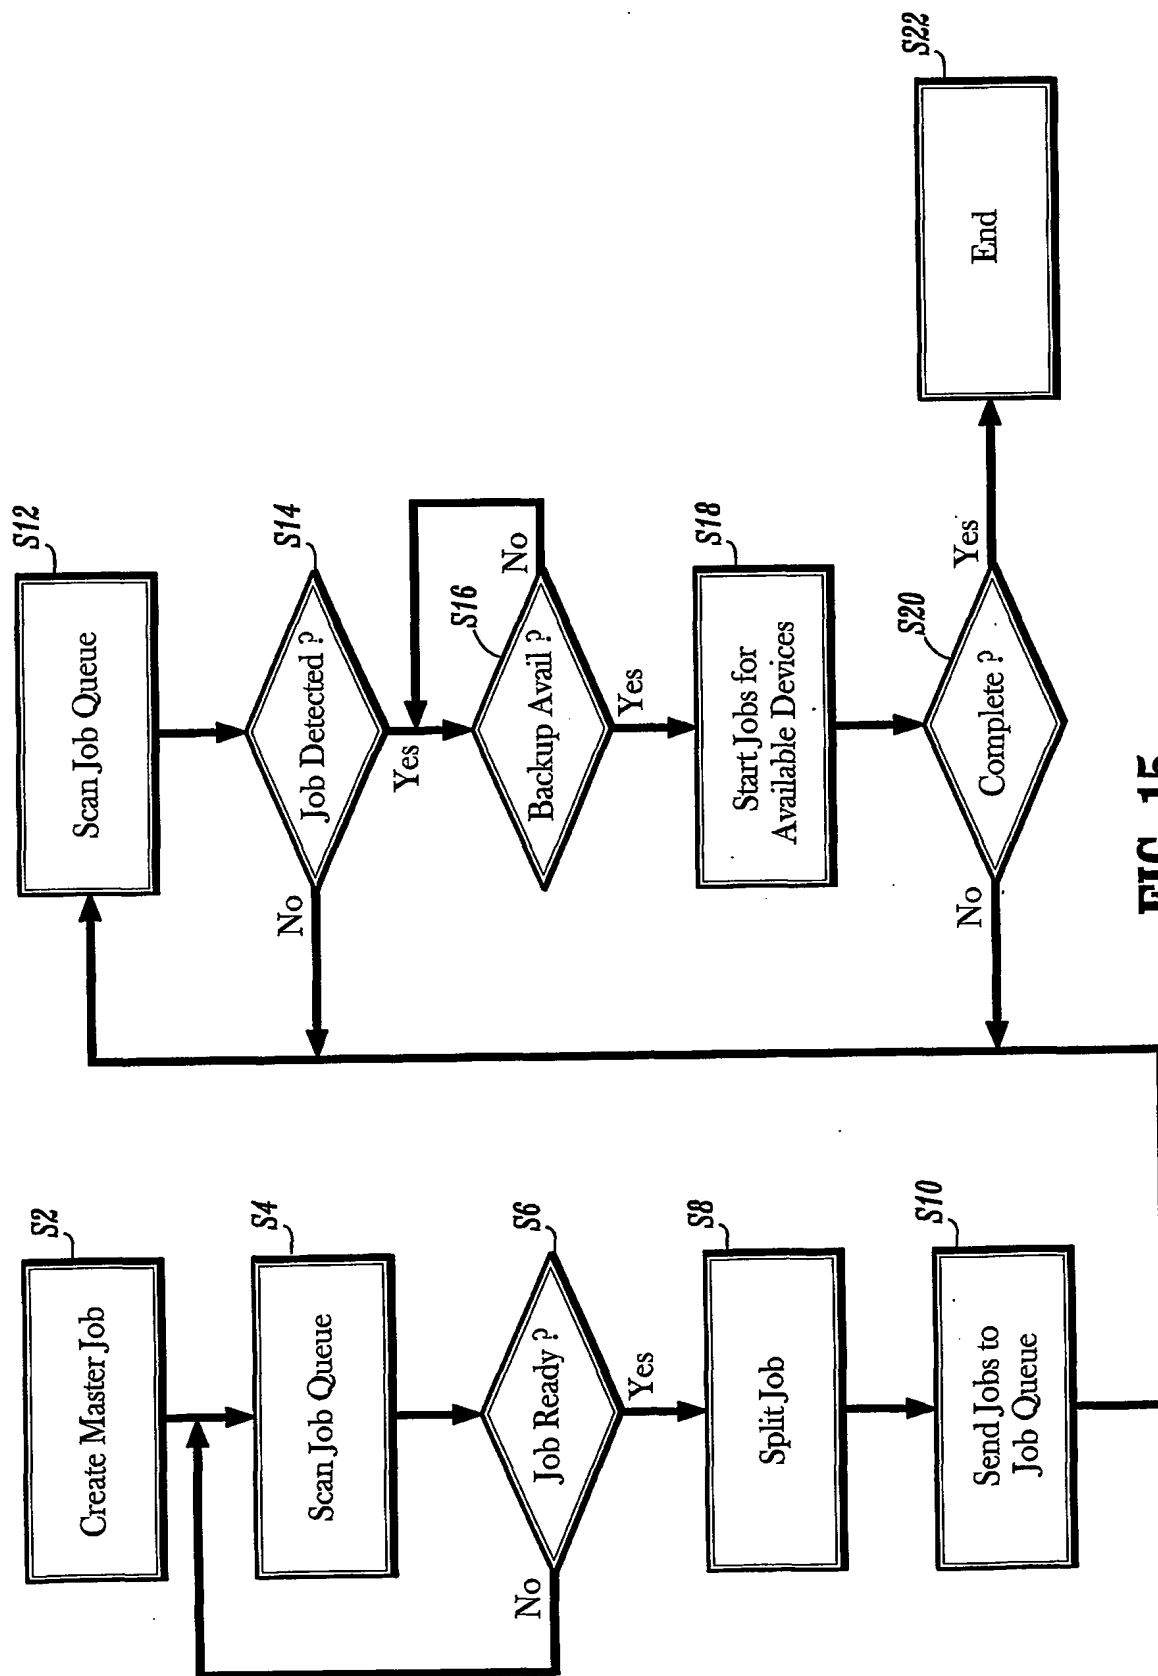 S2
Create Master Job
S4
Scan Job Queue
S6
Job Ready ?
No
Yes
S8
Split Job
S10
Send Jobs to
Job Queue
S12
Scan Job Queue
S14
Job Detected ?
No
Yes
S16
Backup Avail ?
No
Yes
S18
Start Jobs for
Available Devices
S20
Complete ?
No
Yes
S22
End
FIG. 15